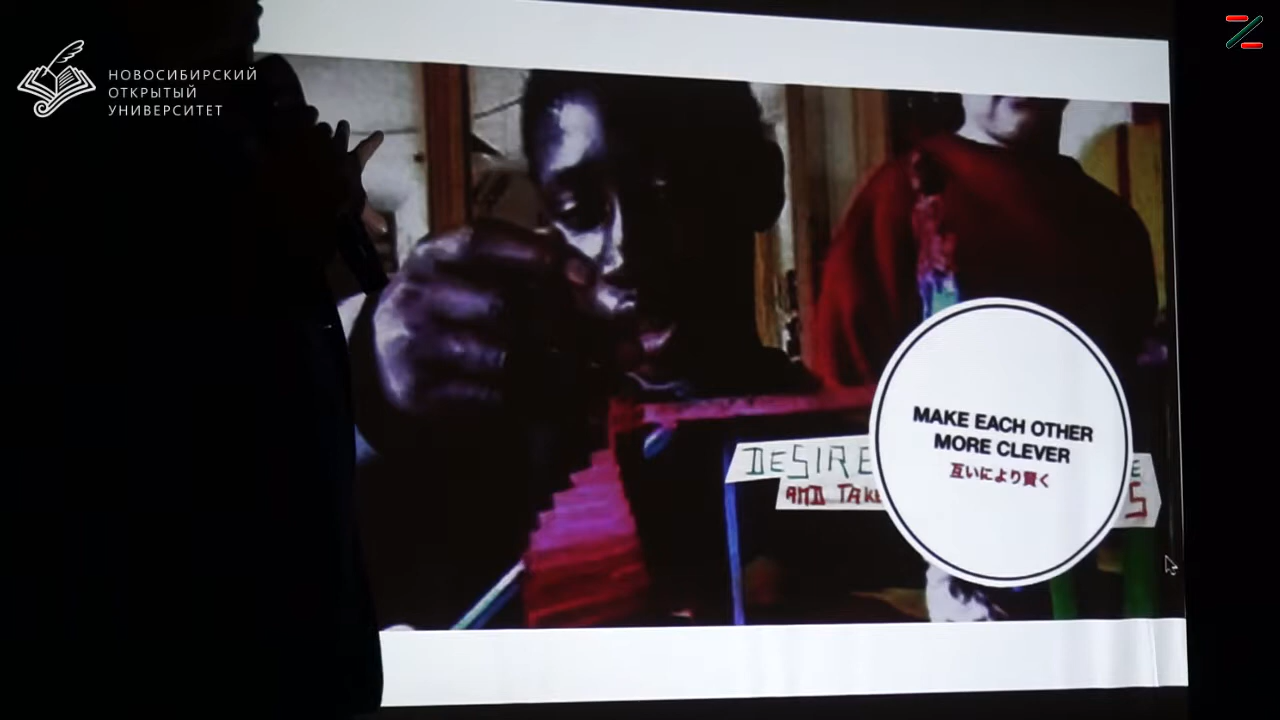 НОВОСИБИРСКИЙ
ОТКРЫТЫЙ
УНИВЕРСИТЕТ
MAKE EACH OTHER
MORE CLEVER
互いにより賢く
DESIRE
AND TAKE